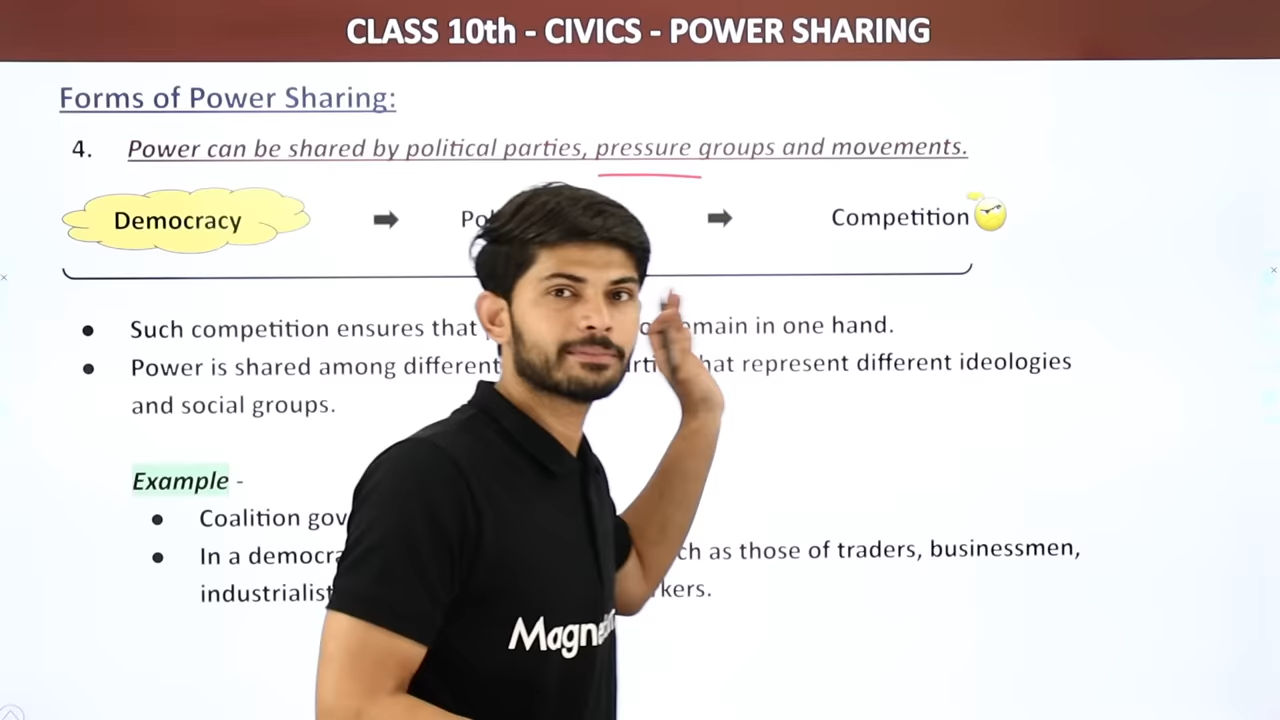 CLASS 10th - CIVICS - POWER SHARING
Forms of Power Sharing:
4. Power can be shared by political parties, pressure groups and movements.
Democracy Competition
Such competition ensures that emain in one hand.
Power is shared among different hat represent different ideologies
and social groups.
Example -
Coalition gov
In a democra ch as those of traders, businessmen,
industrialist kers.
Magne